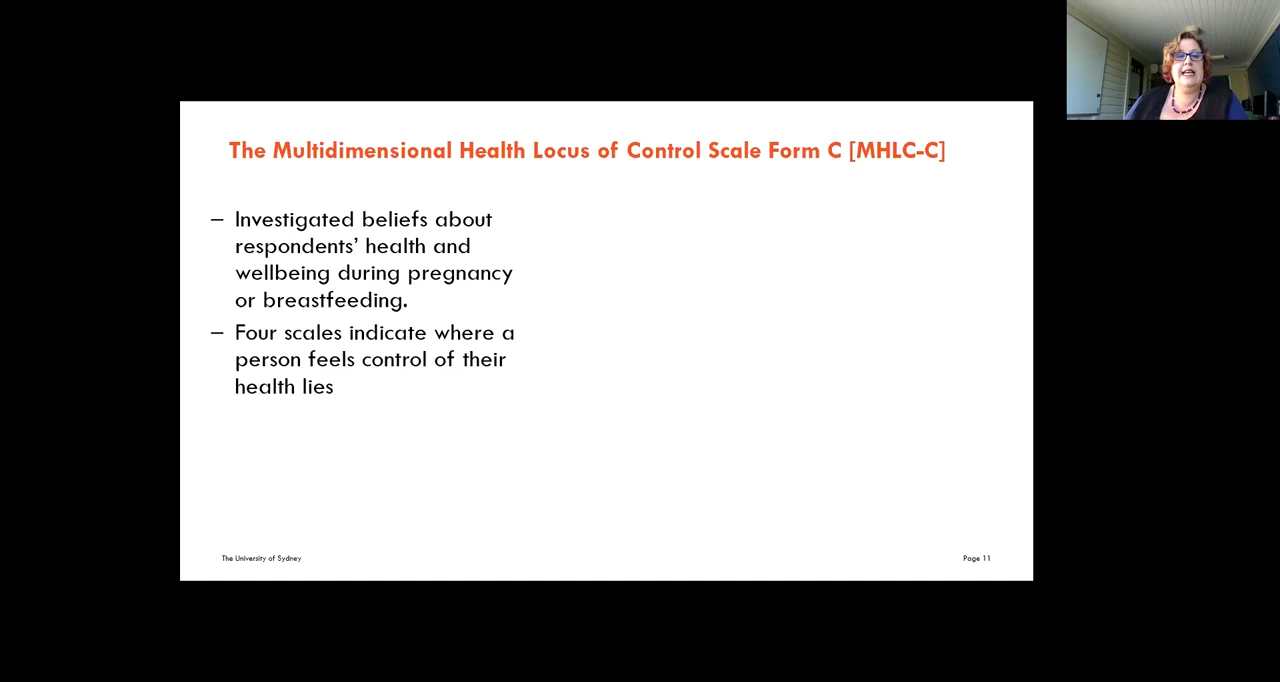 The Multidimensional Health Locus of Control Scale Form C [MHLC-C]
– Investigated beliefs about
respondents’ health and
wellbeing during pregnancy
or breastfeeding.
– Four scales indicate where a
person feels control of their
health lies
The University of Sydney
Page 11